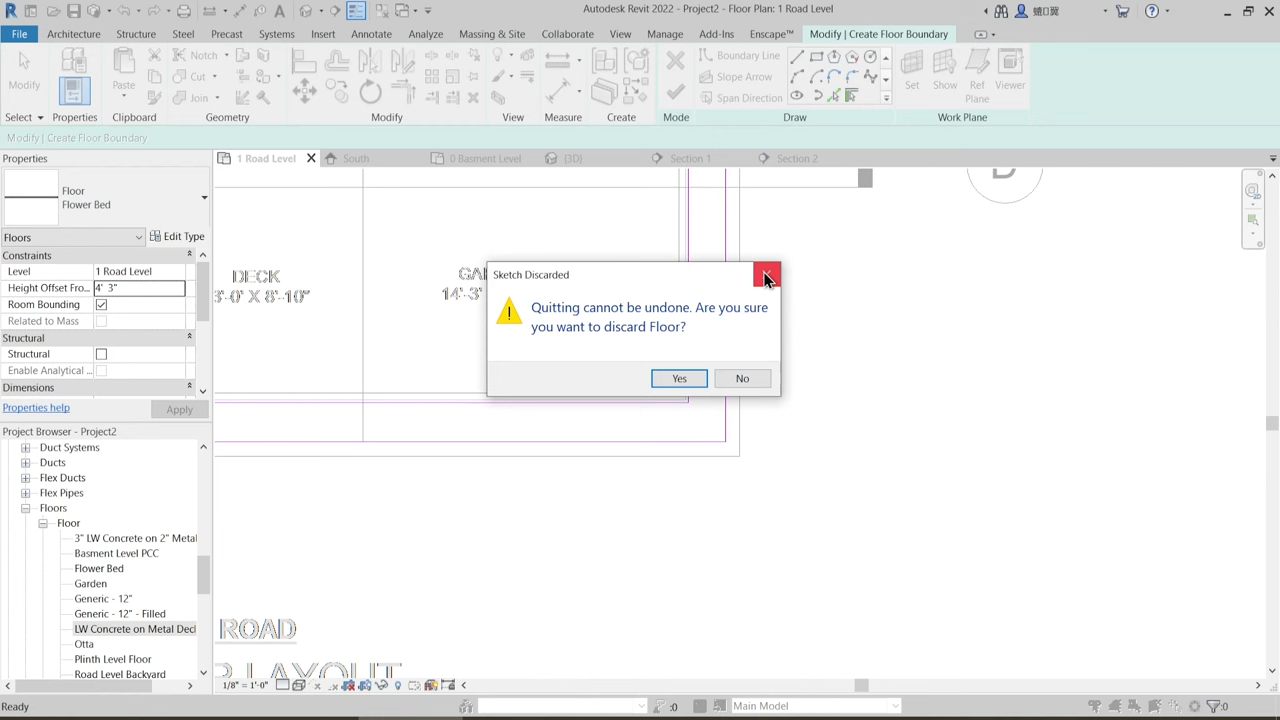 Autodesk Revit 2022 - Project2 - Floor Plan: 1 Road Level
File Architecture Structure Steel Precast Systems Insert Annotate Analyze Massing & Site Collaborate View Manage Add-Ins Enscape™ Modify | Create Floor Boundary
Modify Paste Notch Cut Join Boundary Line Slope Arrow Span Direction Set Show Ref Plane Viewer
Select Properties Clipboard Geometry Modify View Measure Create Mode Draw Work Plane
Modify | Create Floor Boundary
Properties
1 Road Level South 0 Basment Level {3D} Section 1 Section 2
Floor
Flower Bed
Floors Edit Type
Constraints
Level 1 Road Level
Height Offset Fro... 4' 3"
Room Bounding
Related to Mass
Structural
Structural
Enable Analytical
Dimensions
Properties help Apply
DECK
3'-0" X 8'-10"
14'-3"
Sketch Discarded
Quitting cannot be undone. Are you sure
you want to discard Floor?
Yes No
Project Browser - Project2
Duct Systems
Ducts
Flex Ducts
Flex Pipes
Floors
Floor
3" LW Concrete on 2" Metal
Basment Level PCC
Flower Bed
Garden
Generic - 12"
Generic - 12" - Filled
LW Concrete on Metal Deck
Otta
Plinth Level Floor
Road Level Backyard
ROAD
LAYOUT
1/8" = 1'-0"
Ready :0 Main Model :0